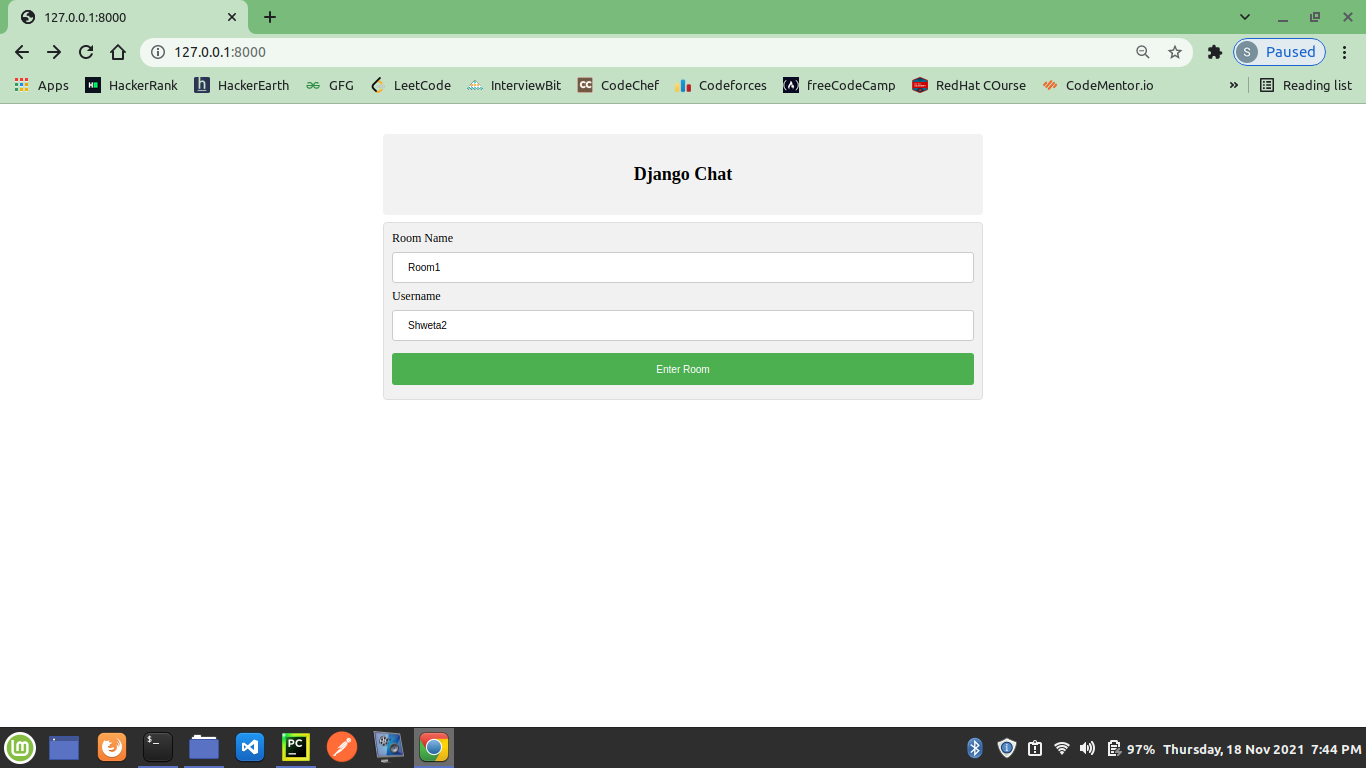 127.0.0.1:8000
127.0.0.1:8000
S Paused
Apps HackerRank HackerEarth GFG LeetCode InterviewBit CodeChef Codeforces freeCodeCamp RedHat COurse CodeMentor.io » Reading list
Django Chat
Room Name
Room1
Username
Shweta2
Enter Room
97% Thursday, 18 Nov 2021 7:44 PM